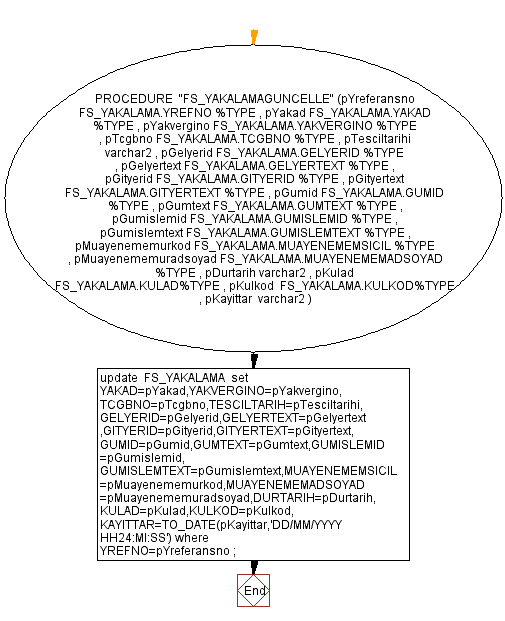 PROCEDURE "FS_YAKALAMAGUNCELLE" (pYreferansno
FS_YAKALAMA.YREFNO %TYPE , pYakad FS_YAKALAMA.YAKAD
%TYPE , pYakvergino FS_YAKALAMA.YAKVERGINO %TYPE
, pTcgbno FS_YAKALAMA.TCGBNO %TYPE , pTesciltarihi
varchar2 , pGelyerid FS_YAKALAMA.GELYERID %TYPE
, pGelyertext FS_YAKALAMA.GELYERTEXT %TYPE ,
pGityerid FS_YAKALAMA.GITYERID %TYPE , pGityertext
FS_YAKALAMA.GITYERTEXT %TYPE , pGumid FS_YAKALAMA.GUMID
%TYPE , pGumtext FS_YAKALAMA.GUMTEXT %TYPE ,
pGumislemid FS_YAKALAMA.GUMISLEMID %TYPE ,
pGumislemtext FS_YAKALAMA.GUMISLEMTEXT %TYPE ,
pMuayenememurkod FS_YAKALAMA.MUAYENEMEMSICIL %TYPE
, pMuayenememuradsoyad FS_YAKALAMA.MUAYENEMEMADSOYAD
%TYPE , pDurtarih varchar2 , pKulad
FS_YAKALAMA.KULAD%TYPE , pKulkod FS_YAKALAMA.KULKOD%TYPE
, pKayittar varchar2 )
update FS_YAKALAMA set
YAKAD=pYakad,YAKVERGINO=pYakvergino,
TCGBNO=pTcgbno,TESCILTARIH=pTesciltarihi,
GELYERID=pGelyerid,GELYERTEXT=pGelyertext
,GITYERID=pGityerid,GITYERTEXT=pGityertext,
GUMID=pGumid,GUMTEXT=pGumtext,GUMISLEMID
=pGumislemid,
GUMISLEMTEXT=pGumislemtext,MUAYENEMEMSICIL
=pMuayenememurkod,MUAYENEMEMADSOYAD
=pMuayenememuradsoyad,DURTARIH=pDurtarih,
KULAD=pKulad,KULKOD=pKulkod,
KAYITTAR=TO_DATE(pKayittar,'DD/MM/YYYY
HH24:MI:SS') where
YREFNO=pYreferansno ;
End